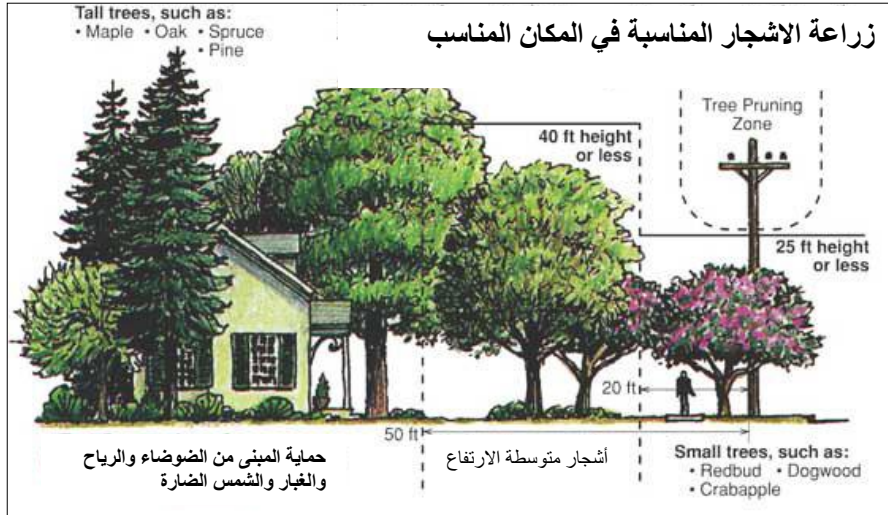 Tall trees, such as:
• Maple • Oak • Spruce
• Pine
زراعة الاشجار المناسبة في المكان المناسب
Tree Pruning
Zone
40 ft height
or less
25 ft height
or less
20 ft
50 ft
حماية المبنى من الضوضاء والرياح
والغبار والشمس الضارة
أشجار متوسطة الارتفاع
Small trees, such as:
• Redbud • Dogwood
• Crabapple